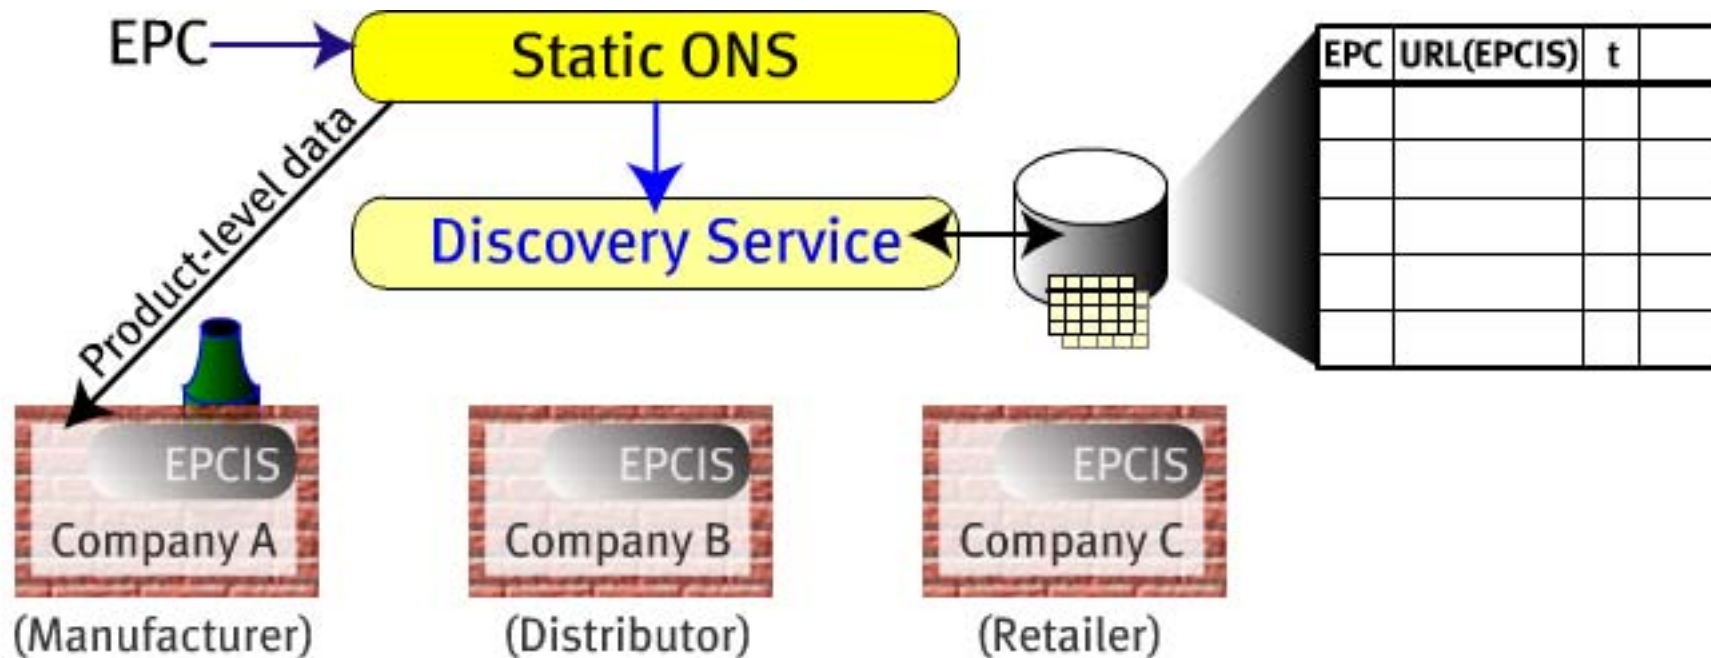 EPC
Static ONS
EPC URL(EPCIS) t
Product-level data
Discovery Service
EPCIS
Company A
(Manufacturer)
EPCIS
Company B
(Distributor)
EPCIS
Company C
(Retailer)